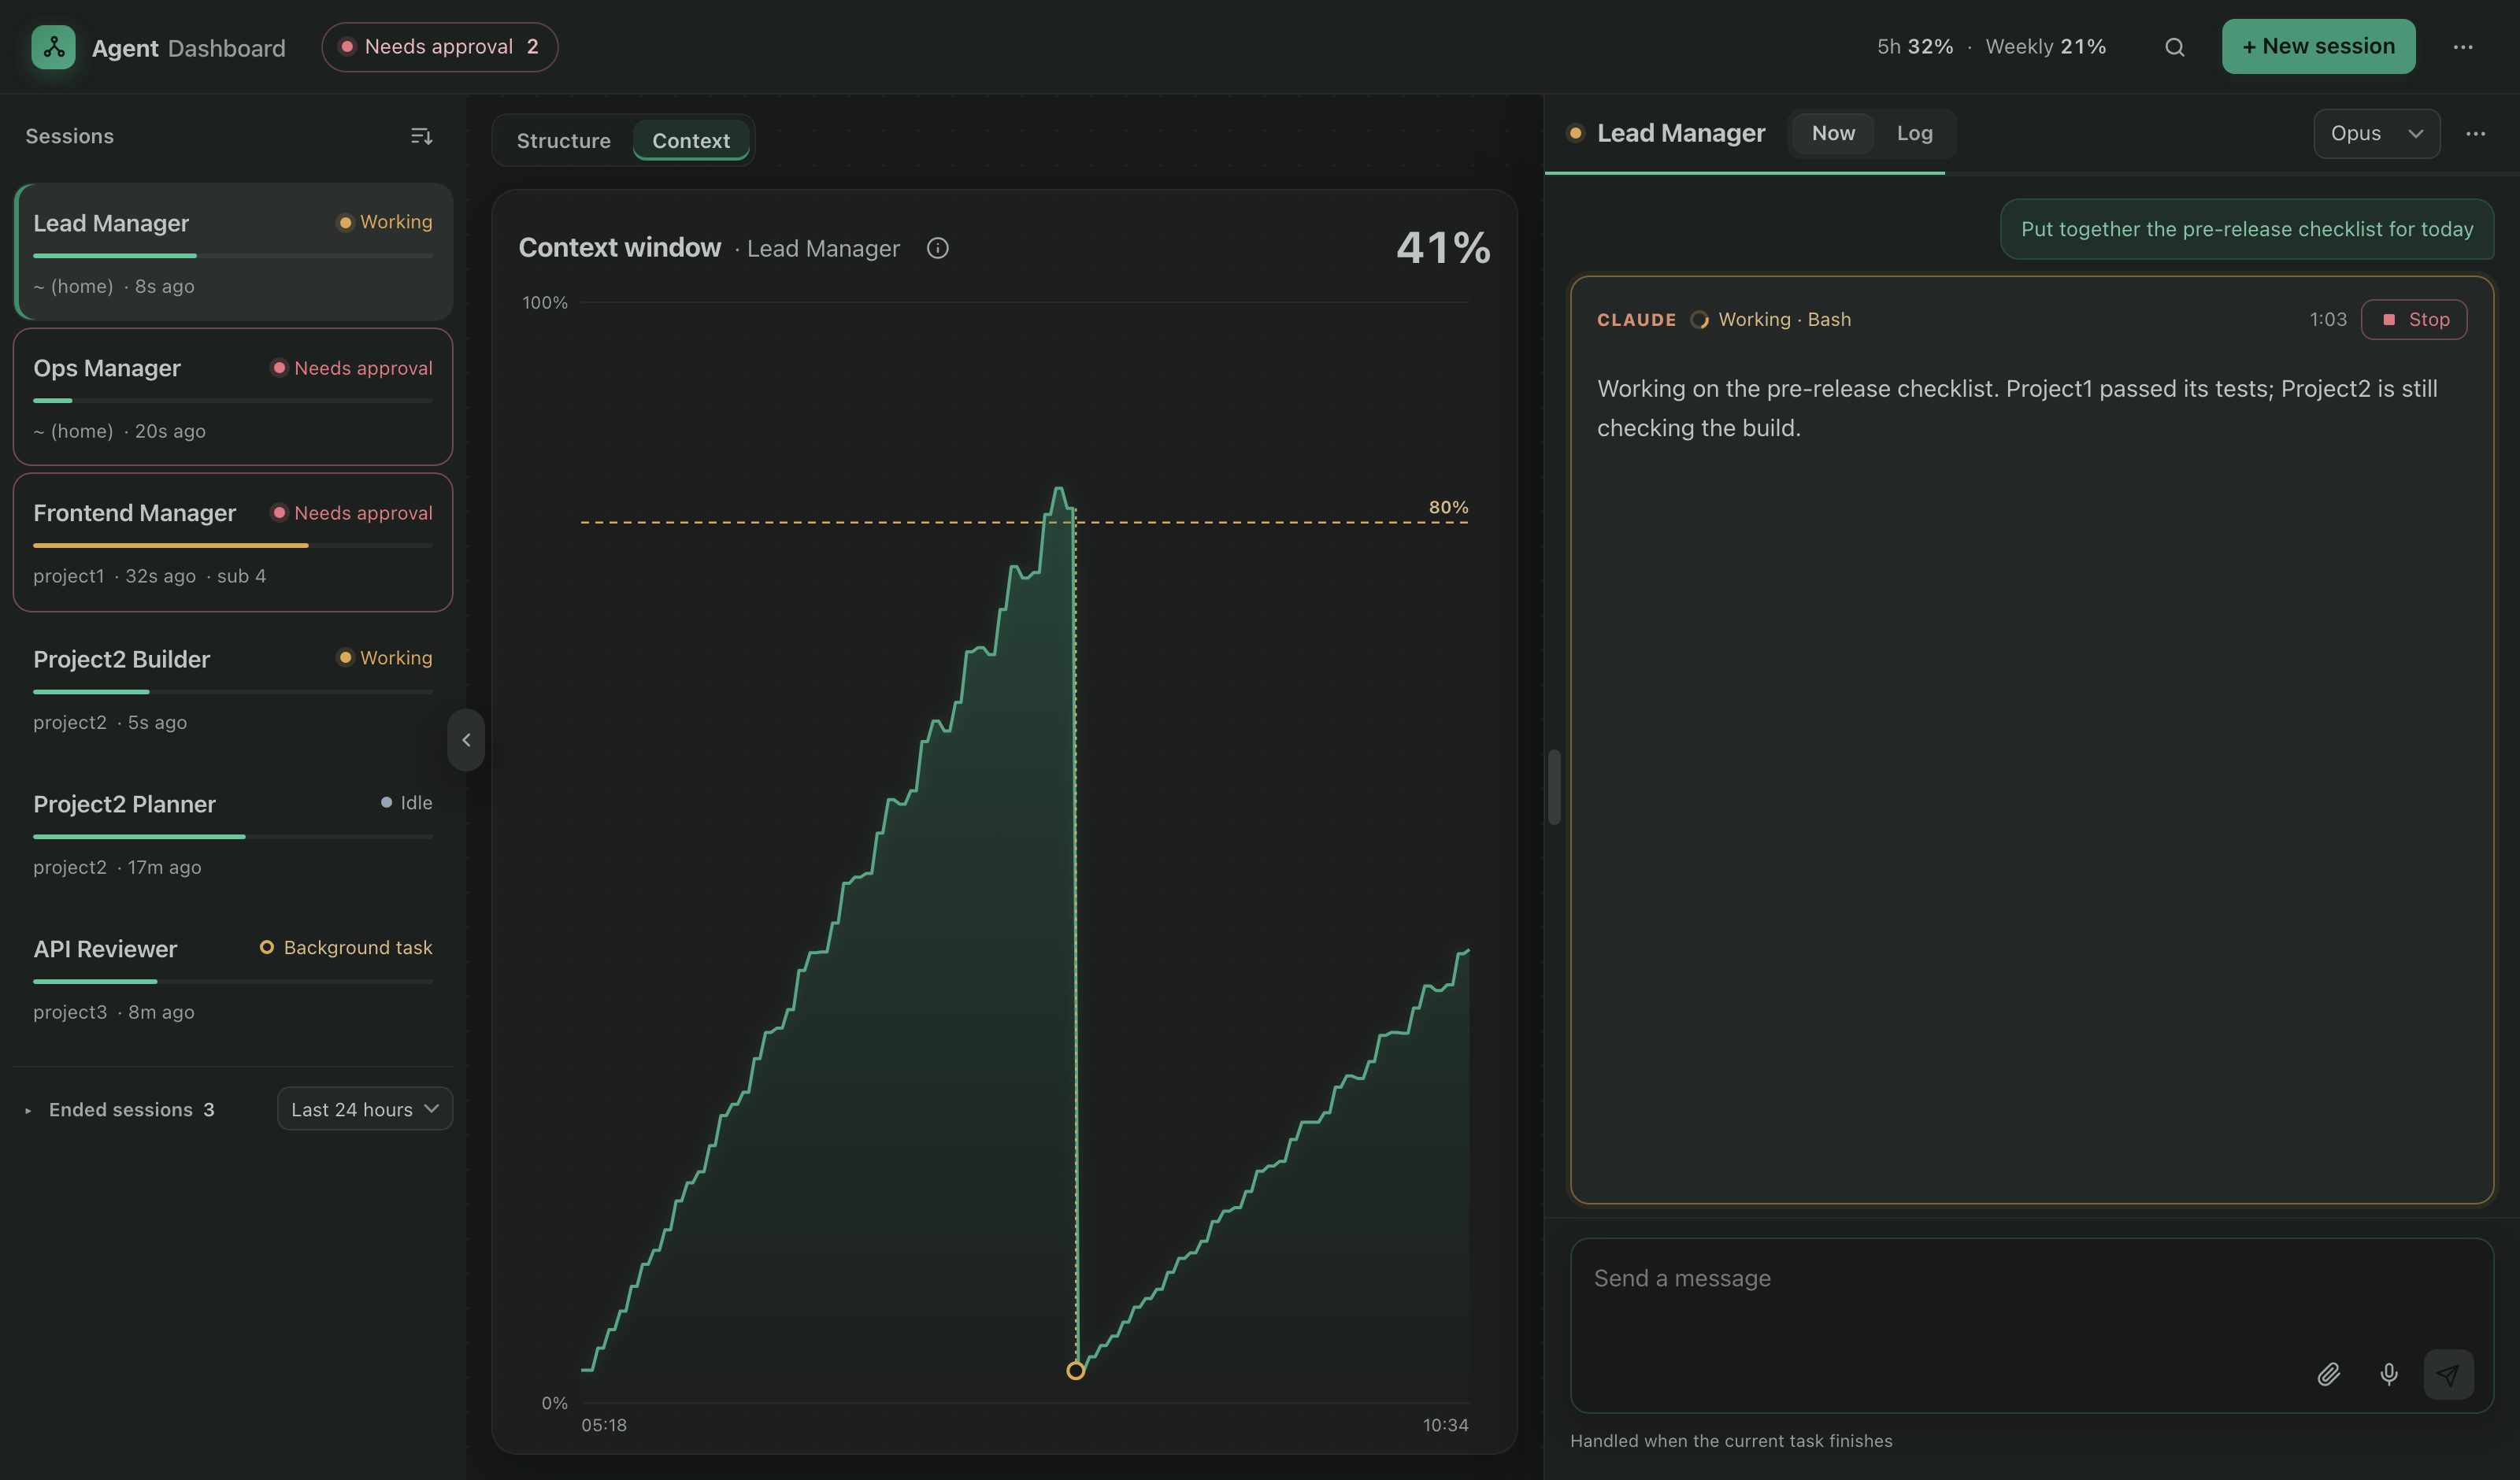 Agent Dashboard
Needs approval 2
5h 32% · Weekly 21%
+ New session
Sessions
Lead Manager
Working
~ (home) · 8s ago
Ops Manager
Needs approval
~ (home) · 20s ago
Frontend Manager
Needs approval
project1 · 32s ago · sub 4
Project2 Builder
Working
project2 · 5s ago
Project2 Planner
Idle
project2 · 17m ago
API Reviewer
Background task
project3 · 8m ago
Ended sessions 3
Last 24 hours
Structure
Context
Context window · Lead Manager
41%
100%
80%
0%
05:18
10:34
Lead Manager
Now
Log
Opus
Put together the pre-release checklist for today
CLAUDE
Working · Bash
1:03
Stop
Working on the pre-release checklist. Project1 passed its tests; Project2 is still
checking the build.
Send a message
Handled when the current task finishes